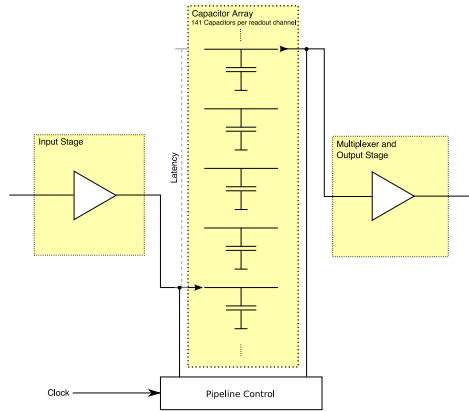 Capacitor Array
141 Capacitors per readout channel
Input Stage
Latency
Multiplexer and
Output Stage
Clock
Pipeline Control